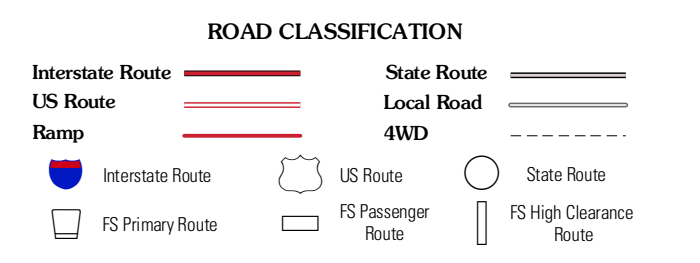 ROAD CLASSIFICATION
Interstate Route
State Route
US Route
Local Road
Ramp
4WD
Interstate Route
US Route
State Route
FS Primary Route
FS Passenger
Route
FS High Clearance
Route